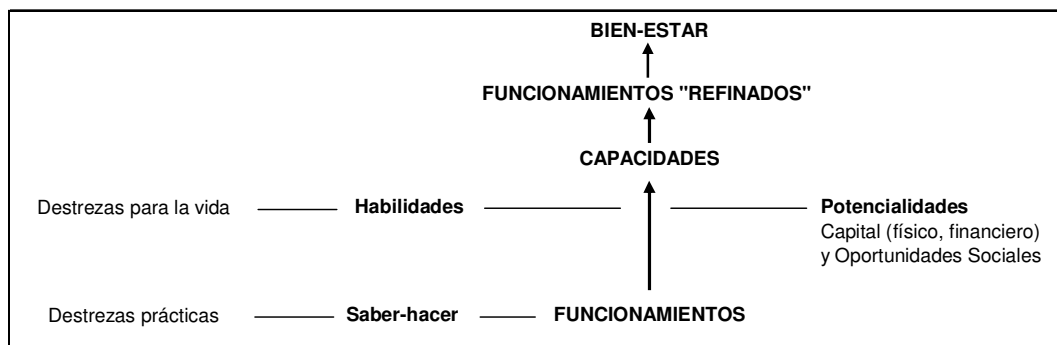 BIEN-ESTAR
FUNCIONAMIENTOS "REFINADOS"
CAPACIDADES
Destrezas para la vida
Habilidades
Potencialidades
Capital (físico, financiero)
y Oportunidades Sociales
Destrezas prácticas
Saber-hacer
FUNCIONAMIENTOS